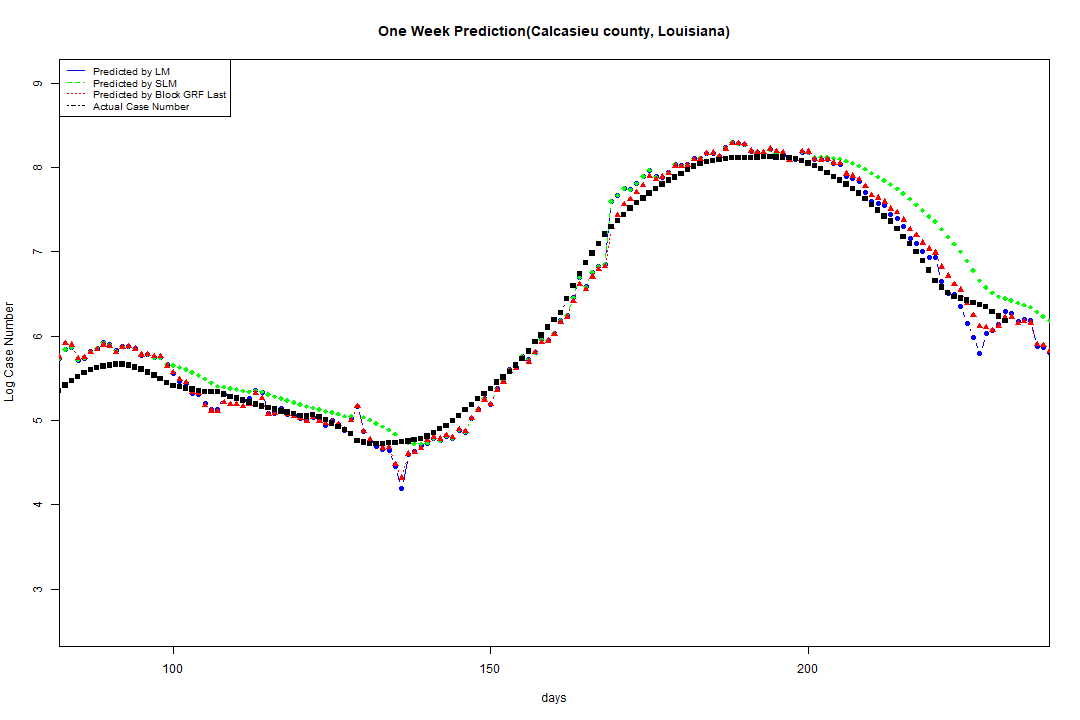 One Week Prediction(Calcasieu county, Louisiana)
Predicted by LM
Predicted by SLM
Predicted by Block GRF Last
Actual Case Number
9
8
7
6
5
4
3
Log Case Number
100 150 200
days